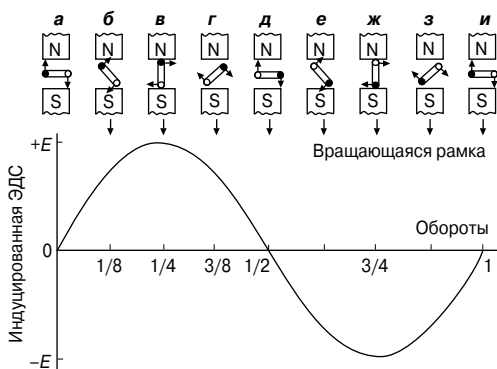 а б в г д е ж з и
N N N N N N N N N
S S S S S S S S S
+E
Вращающаяся рамка
Индуцированная ЭДС
Обороты
0
1/8 1/4 3/8 1/2 3/4 1
–E